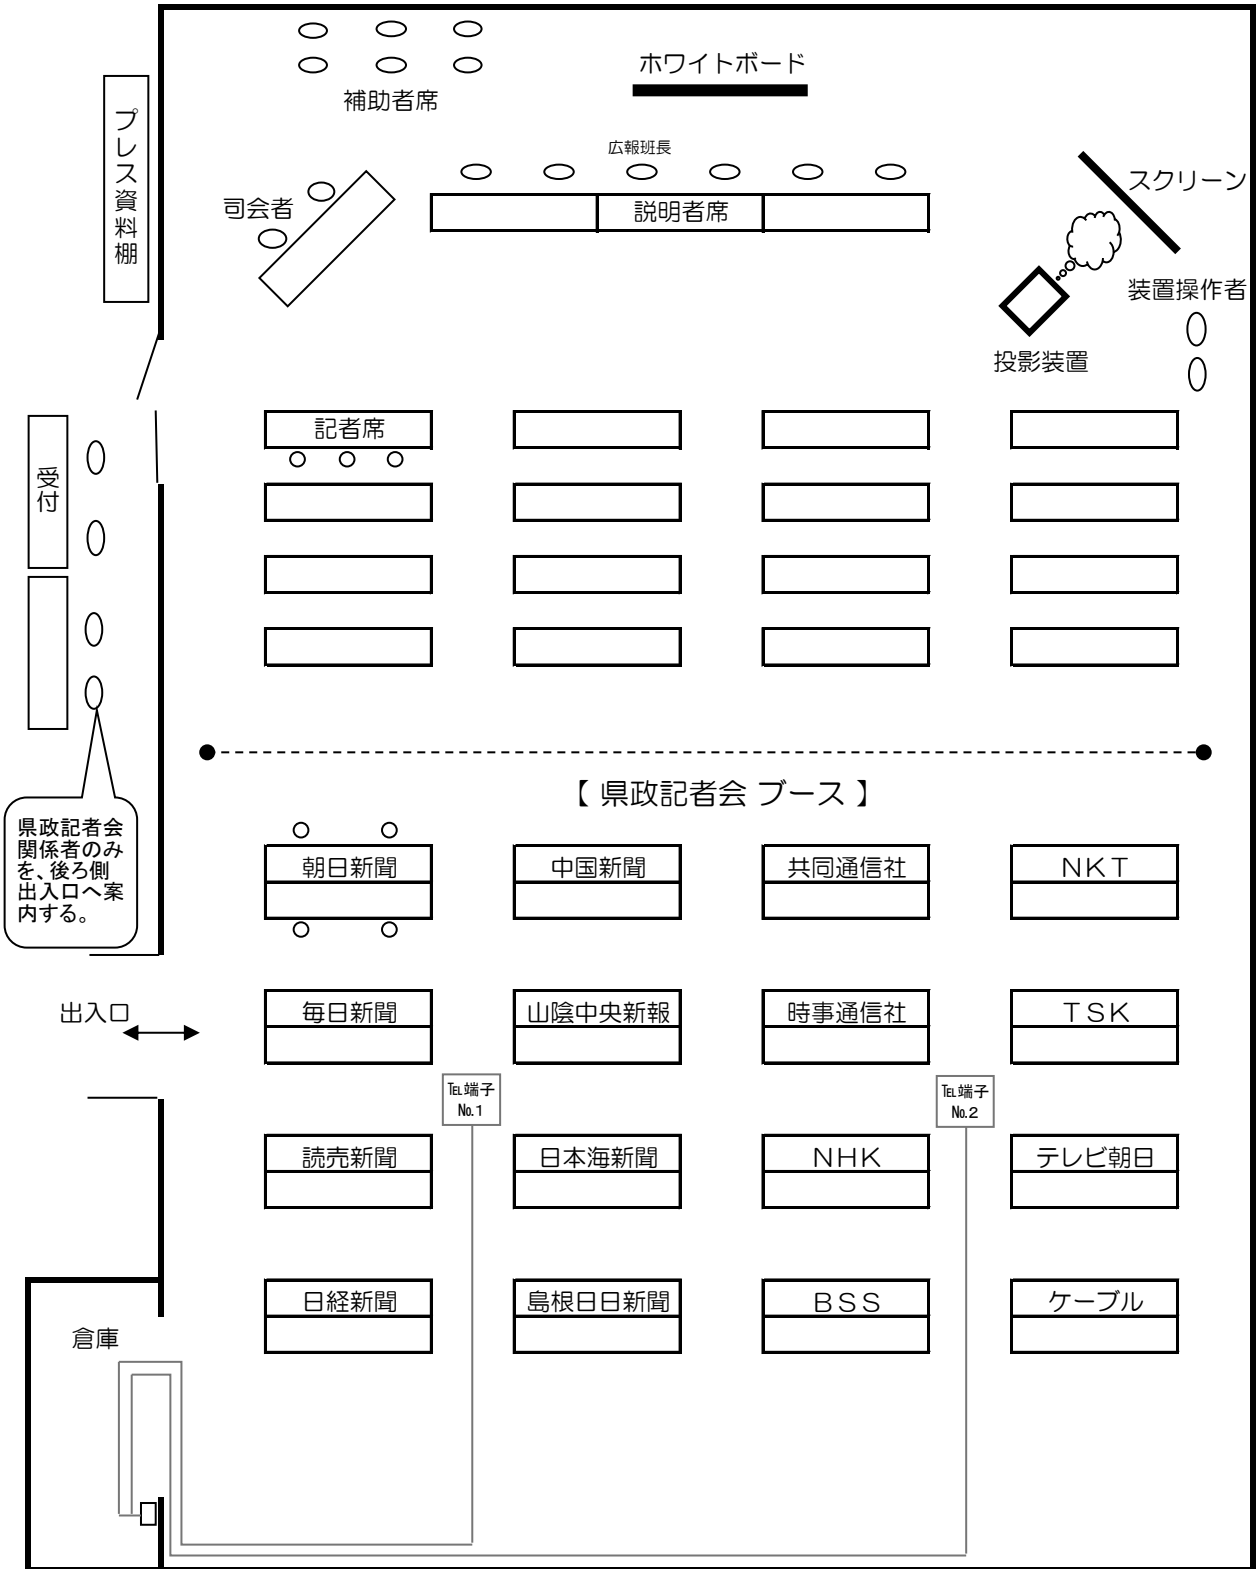 ホワイトボード
補助者席
プレス資料棚
広報班長
司会者
説明者席
スクリーン
装置操作者
投影装置
記者席
受付
【 県政記者会 ブース 】
県政記者会
関係者のみ
を、後ろ側
出入口へ案
内する。
朝日新聞
中国新聞
共同通信社
ＮＫＴ
出入口
毎日新聞
山陰中央新報
時事通信社
ＴＳＫ
℡端子
№１
℡端子
№２
読売新聞
日本海新聞
ＮＨＫ
テレビ朝日
日経新聞
島根日日新聞
ＢＳＳ
ケーブル
倉庫